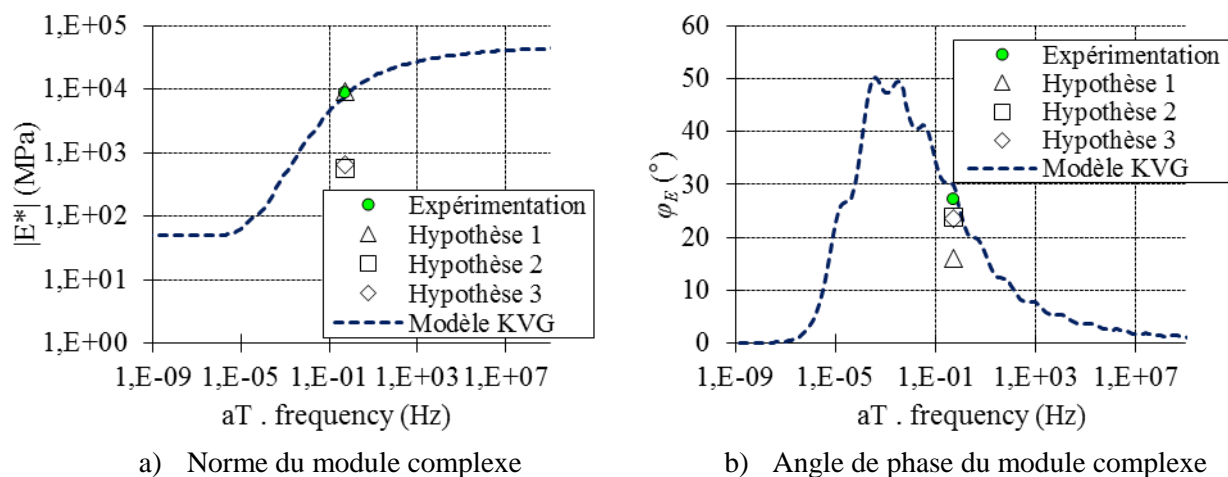 1,E+05
1,E+04
1,E+03
1,E+02
1,E+01
1,E+00
|E*| (MPa)
Expérimentation
Hypothèse 1
Hypothèse 2
Hypothèse 3
Modèle KVG
1,E-09 1,E-05 1,E-01 1,E+03 1,E+07
aT . frequency (Hz)
a) Norme du module complexe
60
50
40
30
20
10
0
φE (°)
Expérimentation
Hypothèse 1
Hypothèse 2
Hypothèse 3
Modèle KVG
1,E-09 1,E-05 1,E-01 1,E+03 1,E+07
aT . frequency (Hz)
b) Angle de phase du module complexe